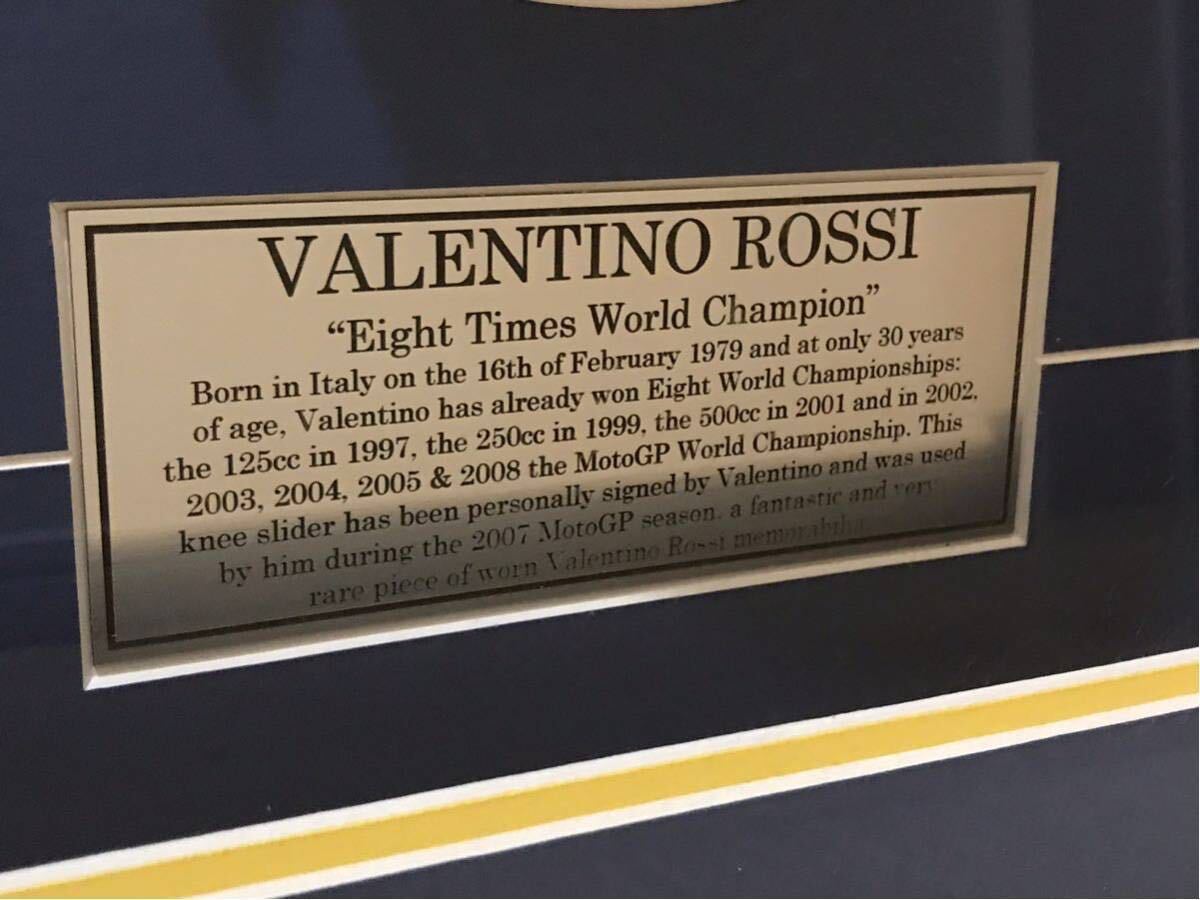 VALENTINO ROSSI
“Eight Times World Champion”
Born in Italy on the 16th of February 1979 and at only 30 years
of age, Valentino has already won Eight World Championships:
the 125cc in 1997, the 250cc in 1999, the 500cc in 2001 and in 2002,
2003, 2004, 2005 & 2008 the MotoGP World Championship. This
knee slider has been personally signed by Valentino and was used
by him during the 2007 MotoGP season. a fantastic and very
rare piece of worn Valentino Rossi memorabilia